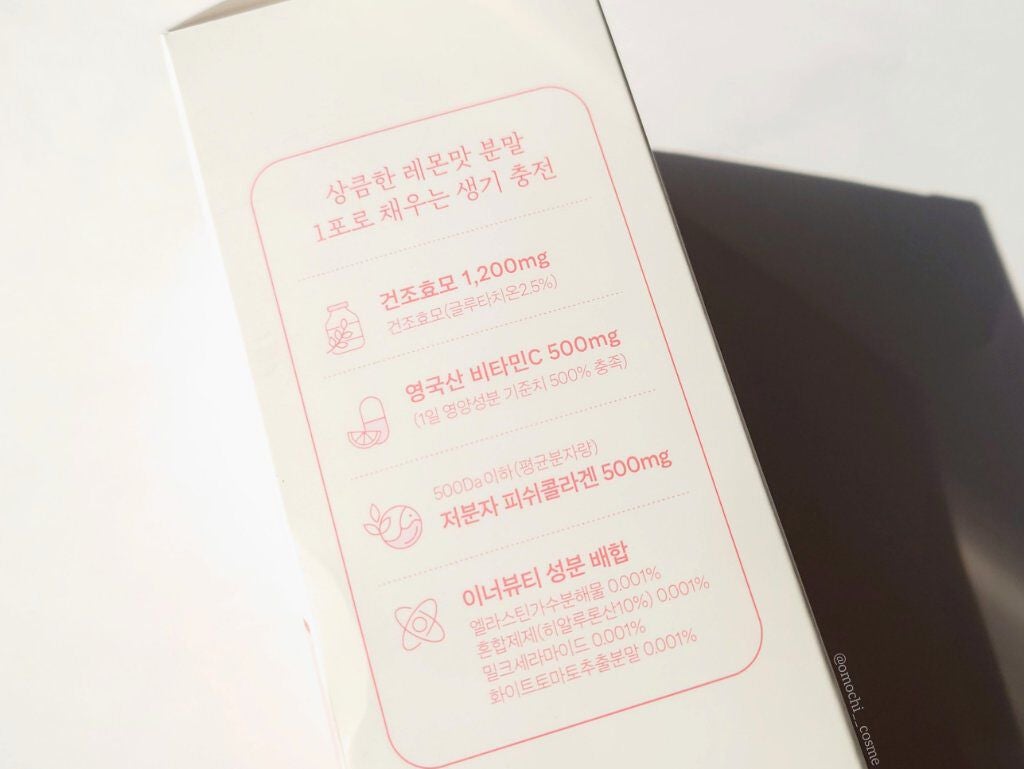 상큼한 레몬맛 분말
1포로 채우는 생기 충전
건조효모 1,200mg
건조효모(글루타치온2.5%)
영국산 비타민C 500mg
(1일 영양성분 기준치 500% 충족)
500Da이하(평균분자량)
저분자 피쉬콜라겐 500mg
이너뷰티 성분 배합
엘라스틴가수분해물 0.001%
혼합제제(히알루론산10%) 0.001%
밀크세라마이드 0.001%
화이트토마토추출분말 0.001%
@omochi__cosme